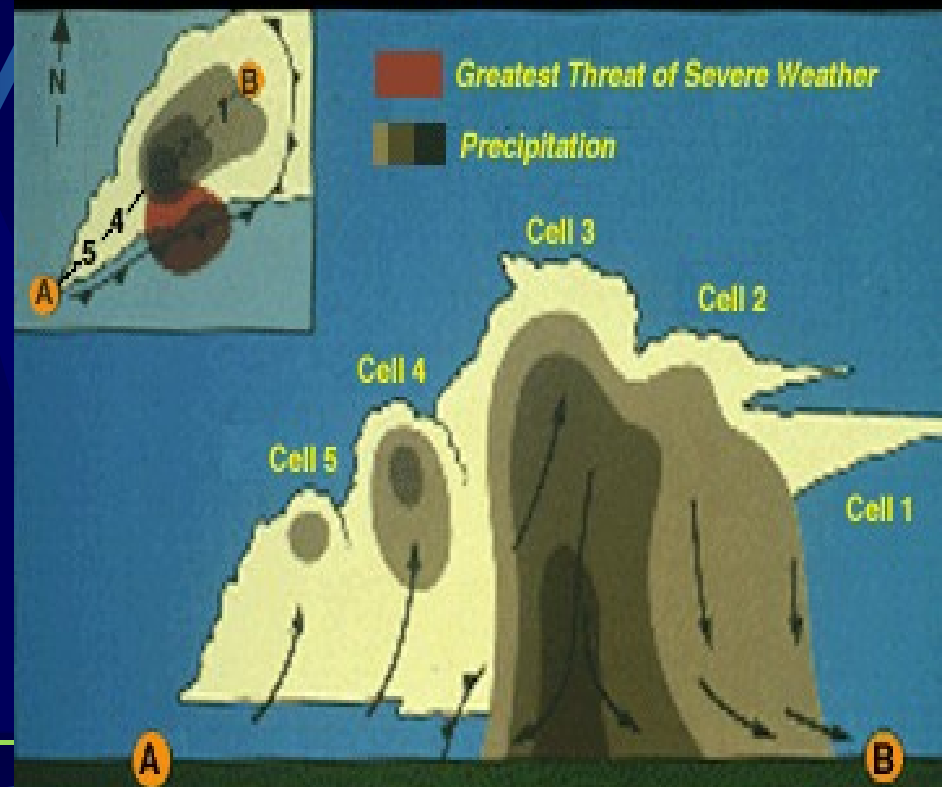 N
B
1
4
5
A
Greatest Threat of Severe Weather
Precipitation
Cell 3
Cell 2
Cell 4
Cell 5
Cell 1
A
B